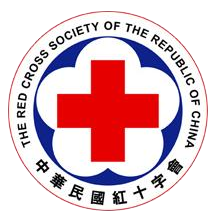 THE RED CROSS SOCIETY OF THE REPUBLIC OF CHINA
中華民國紅十字會